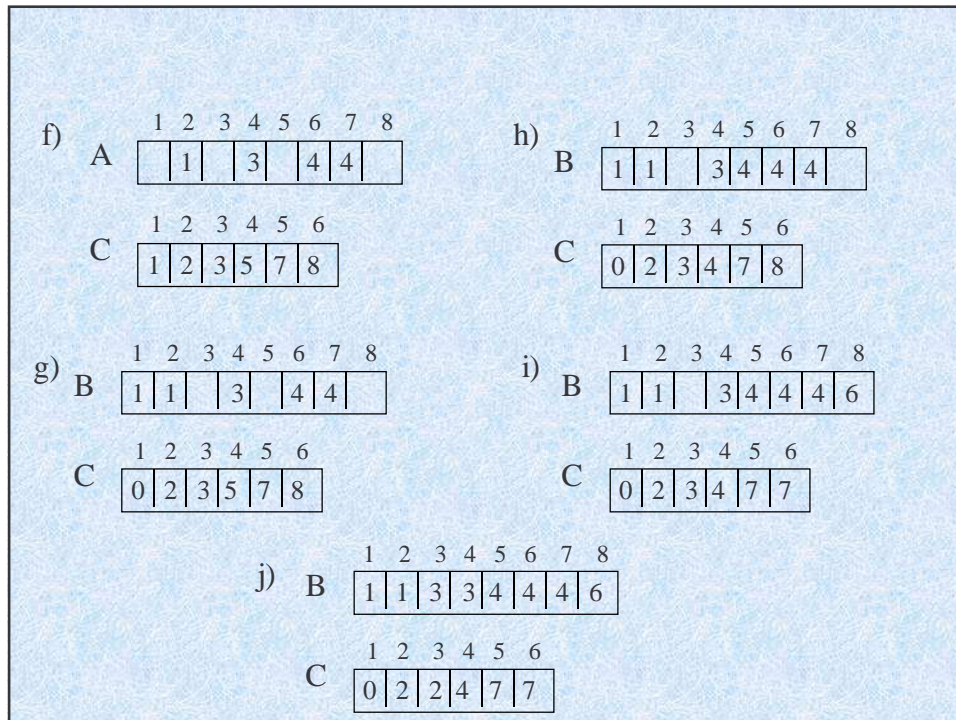 f)
1 2 3 4 5 6 7 8
A 1 3 4 4
1 2 3 4 5 6
C 1 2 3 5 7 8
g)
1 2 3 4 5 6 7 8
B 1 1 3 4 4
1 2 3 4 5 6
C 0 2 3 5 7 8
h)
1 2 3 4 5 6 7 8
B 1 1 3 4 4 4
1 2 3 4 5 6
C 0 2 3 4 7 8
i)
1 2 3 4 5 6 7 8
B 1 1 3 4 4 4 6
1 2 3 4 5 6
C 0 2 3 4 7 7
j)
1 2 3 4 5 6 7 8
B 1 1 3 3 4 4 4 6
1 2 3 4 5 6
C 0 2 2 4 7 7